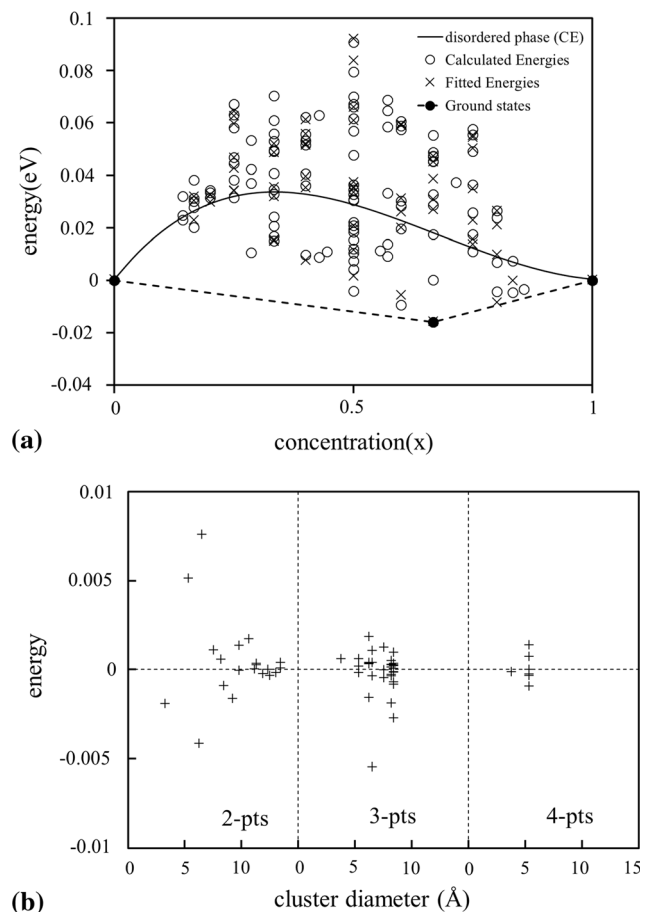 0.1
0.08
0.06
0.04
0.02
0
-0.02
-0.04
energy(eV)
disordered phase (CE)
Calculated Energies
Fitted Energies
Ground states
0 0.5 1
(a) concentration(x)
0.01
0.005
0
-0.005
-0.01
energy
2-pts 3-pts 4-pts
0 5 10 0 5 10 0 5 10 15
(b) cluster diameter (Å)